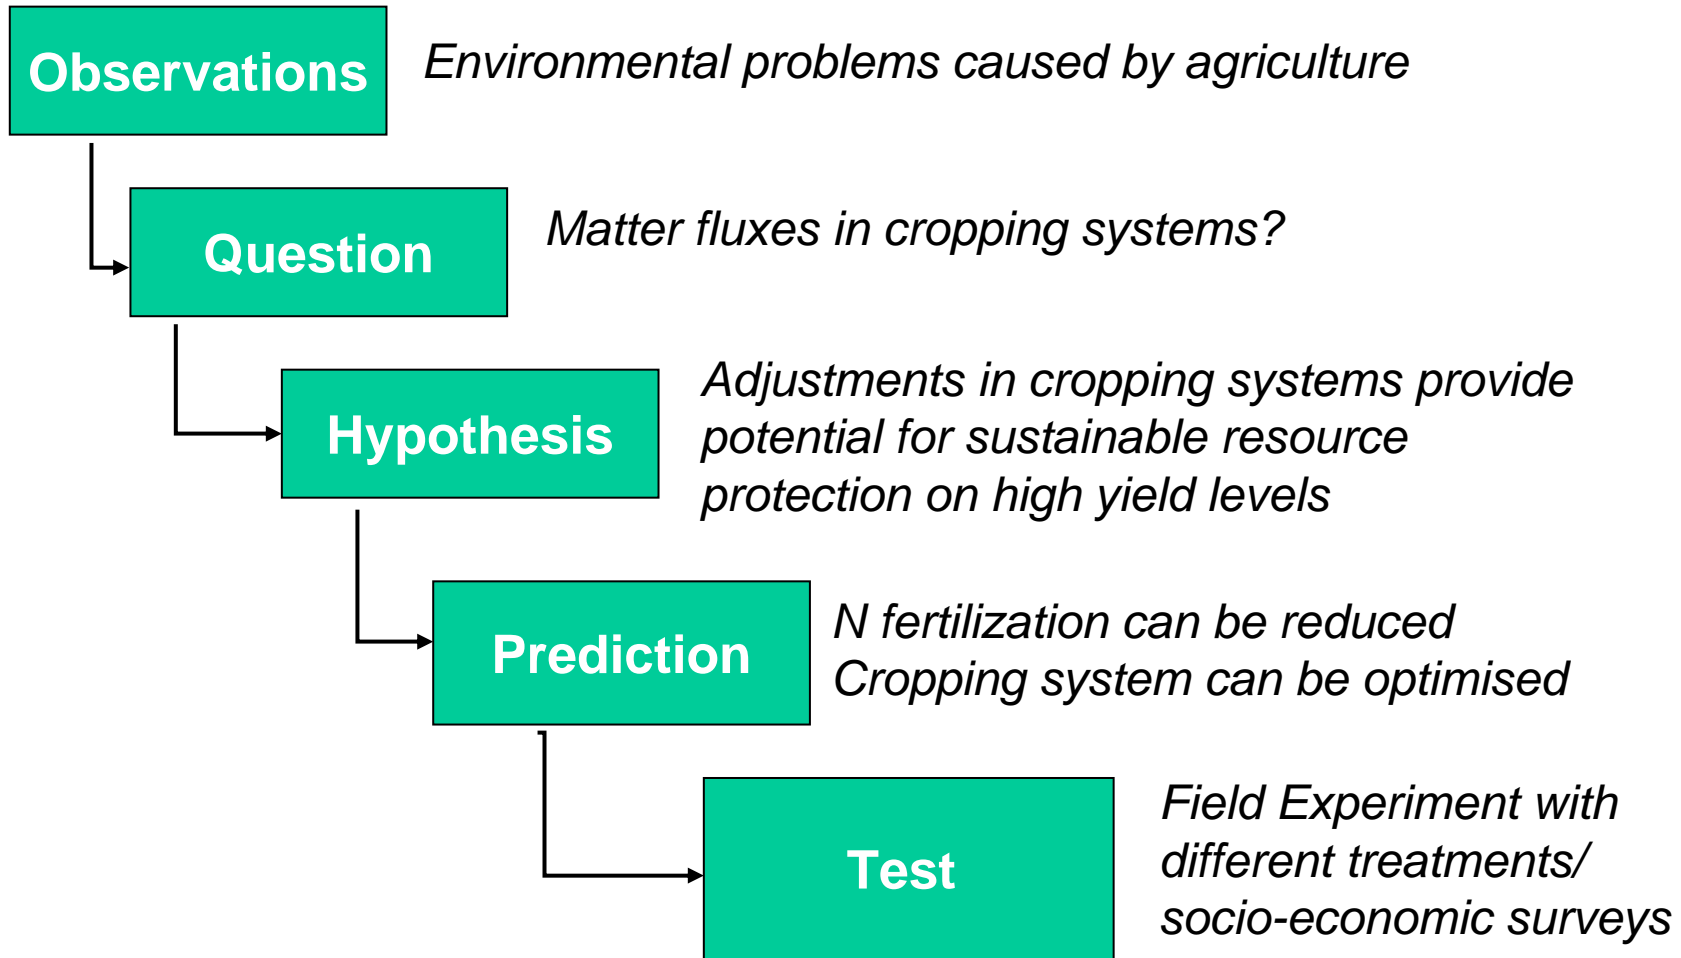 Observations
Environmental problems caused by agriculture
Question
Matter fluxes in cropping systems?
Hypothesis
Adjustments in cropping systems provide
potential for sustainable resource
protection on high yield levels
Prediction
N fertilization can be reduced
Cropping system can be optimised
Test
Field Experiment with
different treatments/
socio-economic surveys